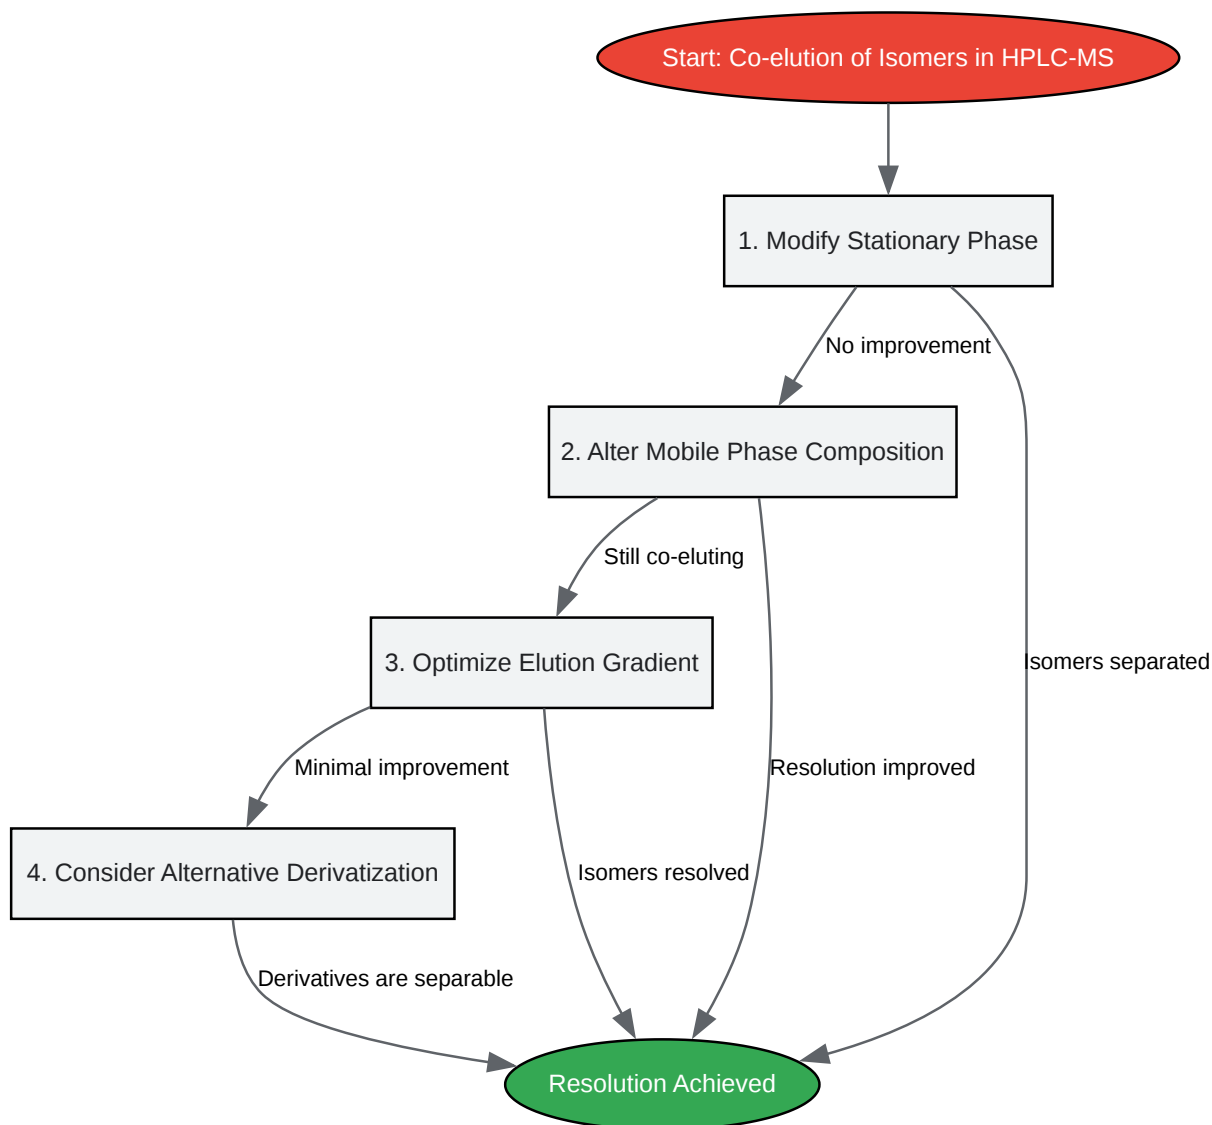 Start: Co-elution of Isomers in HPLC-MS
1. Modify Stationary Phase
No improvement
2. Alter Mobile Phase Composition
Still co-eluting
3. Optimize Elution Gradient
Isomers separated
Minimal improvement
Resolution improved
4. Consider Alternative Derivatization
Isomers resolved
Derivatives are separable
Resolution Achieved